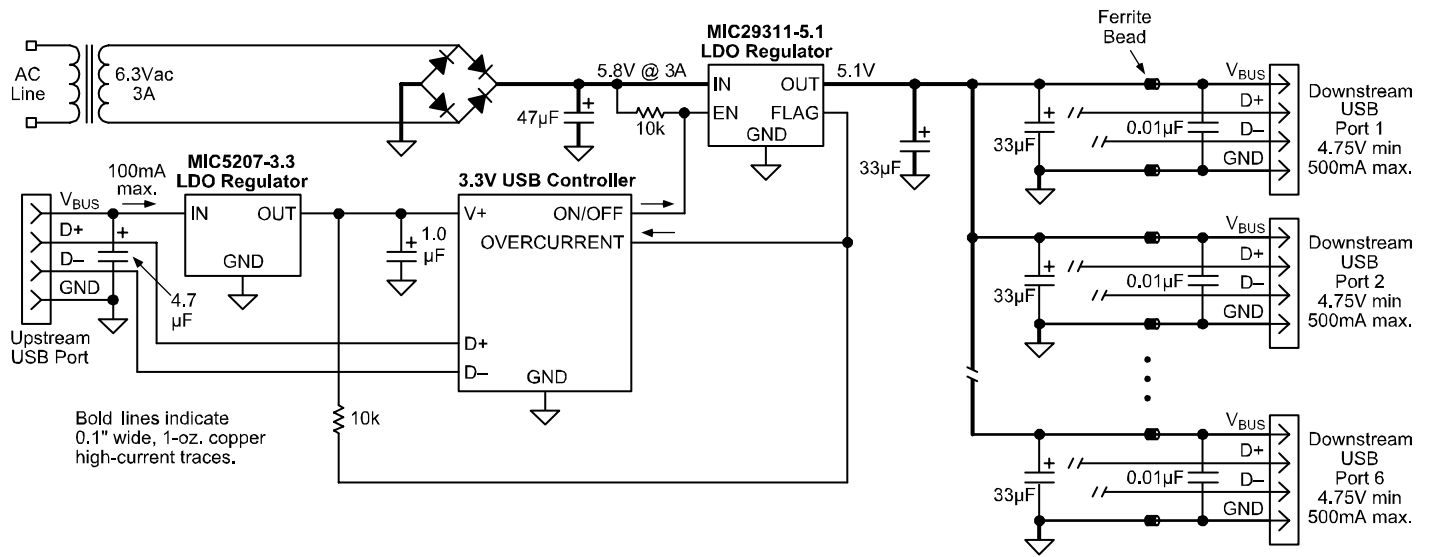 AC
Line
6.3Vac
3A
47µF
5.8V @ 3A
10k
MIC29311-5.1
LDO Regulator
IN
OUT
EN
FLAG
GND
5.1V
33µF
Ferrite
Bead
33µF
0.01µF
VBUS
D+
D–
GND
Downstream
USB
Port 1
4.75V min
500mA max.
33µF
0.01µF
VBUS
D+
D–
GND
Downstream
USB
Port 2
4.75V min
500mA max.
33µF
0.01µF
VBUS
D+
D–
GND
Downstream
USB
Port 6
4.75V min
500mA max.
100mA
max.
MIC5207-3.3
LDO Regulator
IN
OUT
GND
VBUS
D+
D–
GND
4.7
µF
Upstream
USB Port
1.0
µF
3.3V USB Controller
V+
ON/OFF
OVERCURRENT
D+
D–
GND
10k
Bold lines indicate
0.1" wide, 1-oz. copper
high-current traces.